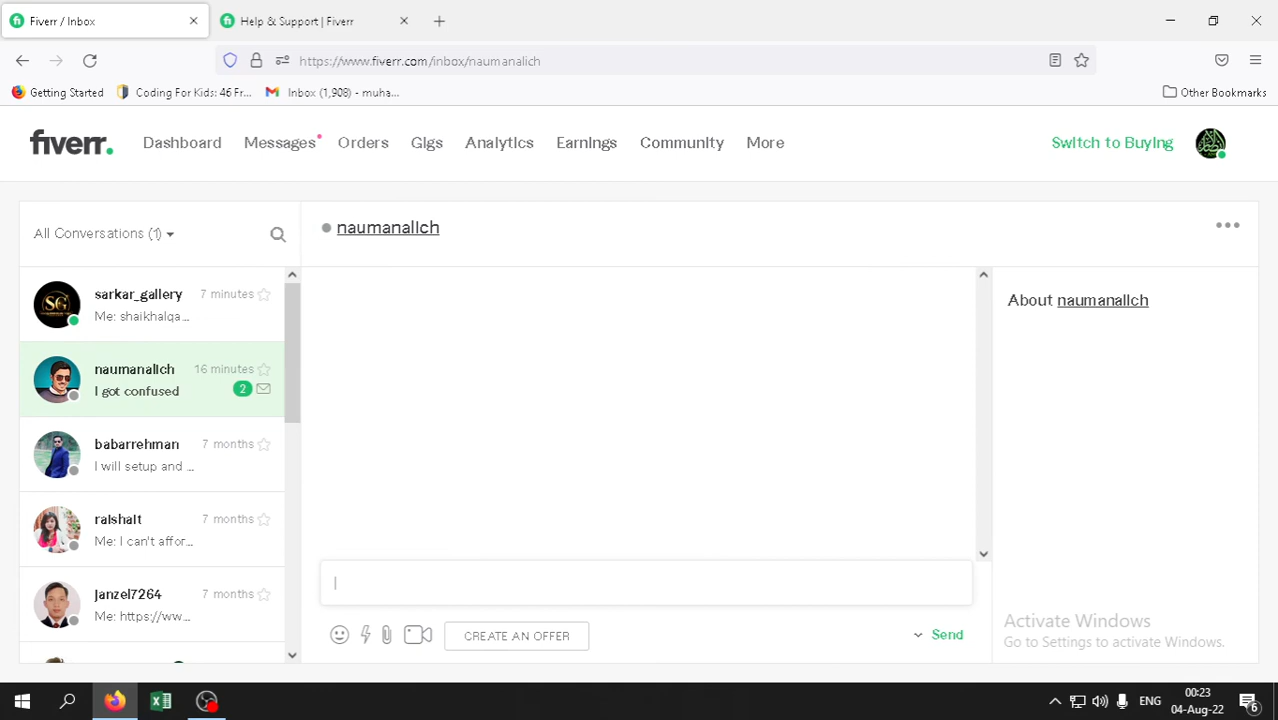 Fiverr / Inbox
Help & Support | Fiverr
https://www.fiverr.com/inbox/naumanalich
Getting Started
Coding For Kids: 46 Fr...
Inbox (1,908) - muha...
Other Bookmarks
fiverr.
Dashboard
Messages
Orders
Gigs
Analytics
Earnings
Community
More
Switch to Buying
All Conversations (1)
naumanalich
sarkar_gallery
7 minutes
Me: shaikhalqa...
naumanalich
16 minutes
I got confused
2
babarrehman
7 months
I will setup and ...
raishait
7 months
Me: I can't affor...
janzel7264
7 months
Me: https://ww...
About naumanalich
CREATE AN OFFER
Send
Activate Windows
Go to Settings to activate Windows.
ENG
00:23
04-Aug-22
6